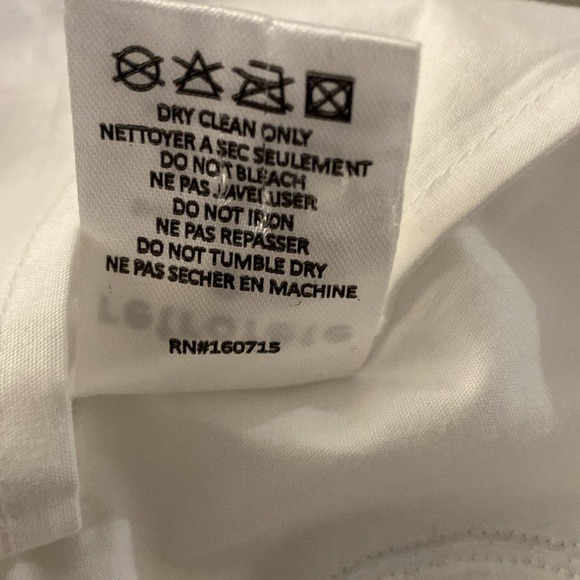 DRY CLEAN ONLY
NETTOYER A SEC SEULEMENT
DO NOT BLEACH
NE PAS JAVELLISER
DO NOT IRON
NE PAS REPASSER
DO NOT TUMBLE DRY
NE PAS SECHER EN MACHINE
RN#160715